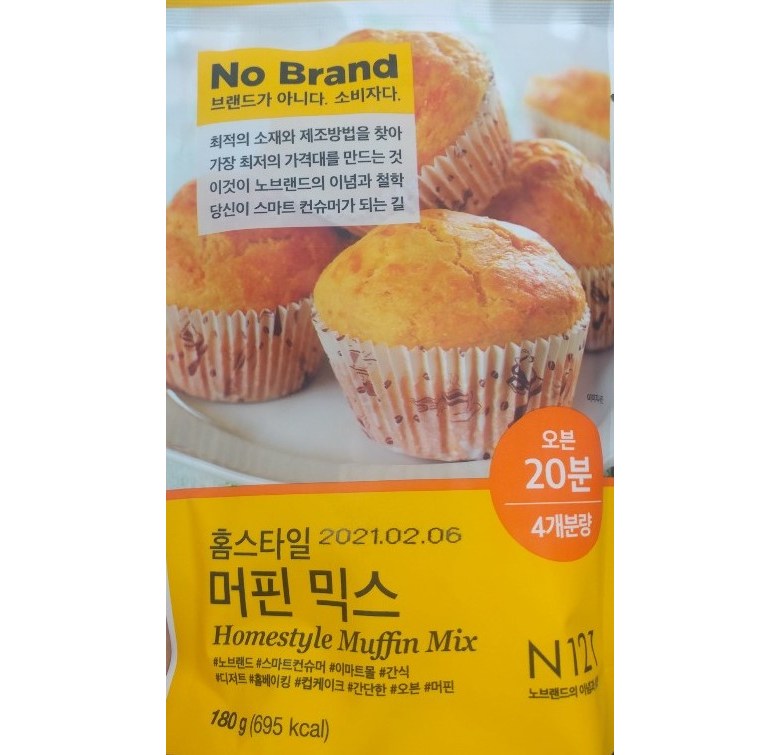 No Brand
브랜드가 아니다. 소비자다.
최적의 소재와 제조방법을 찾아
가장 최저의 가격대를 만드는 것
이것이 노브랜드의 이념과 철학
당신이 스마트 컨슈머가 되는 길
오븐
20분
4개분량
홈스타일 2021.02.06
머핀 믹스
Homestyle Muffin Mix
#노브랜드 #스마트컨슈머 #이마트몰 #간식
#디저트 #홈베이킹 #컵케이크 #간단한 #오븐 #머핀
N
노브랜드의
180 g (695 kcal)